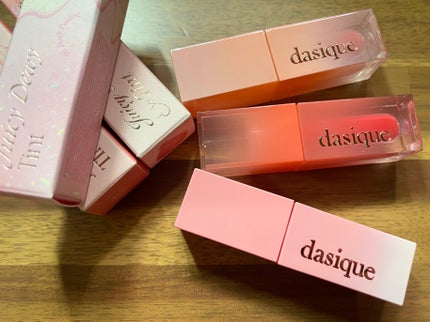 Juicy Dewy
Tint
Juicy
Tint
dasique
dasique
dasique